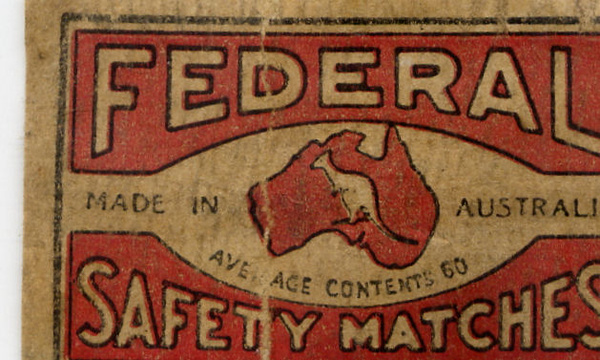 FEDERAL
MADE IN AUSTRALI
AVERAGE CONTENTS 60
SAFETY MATCHES